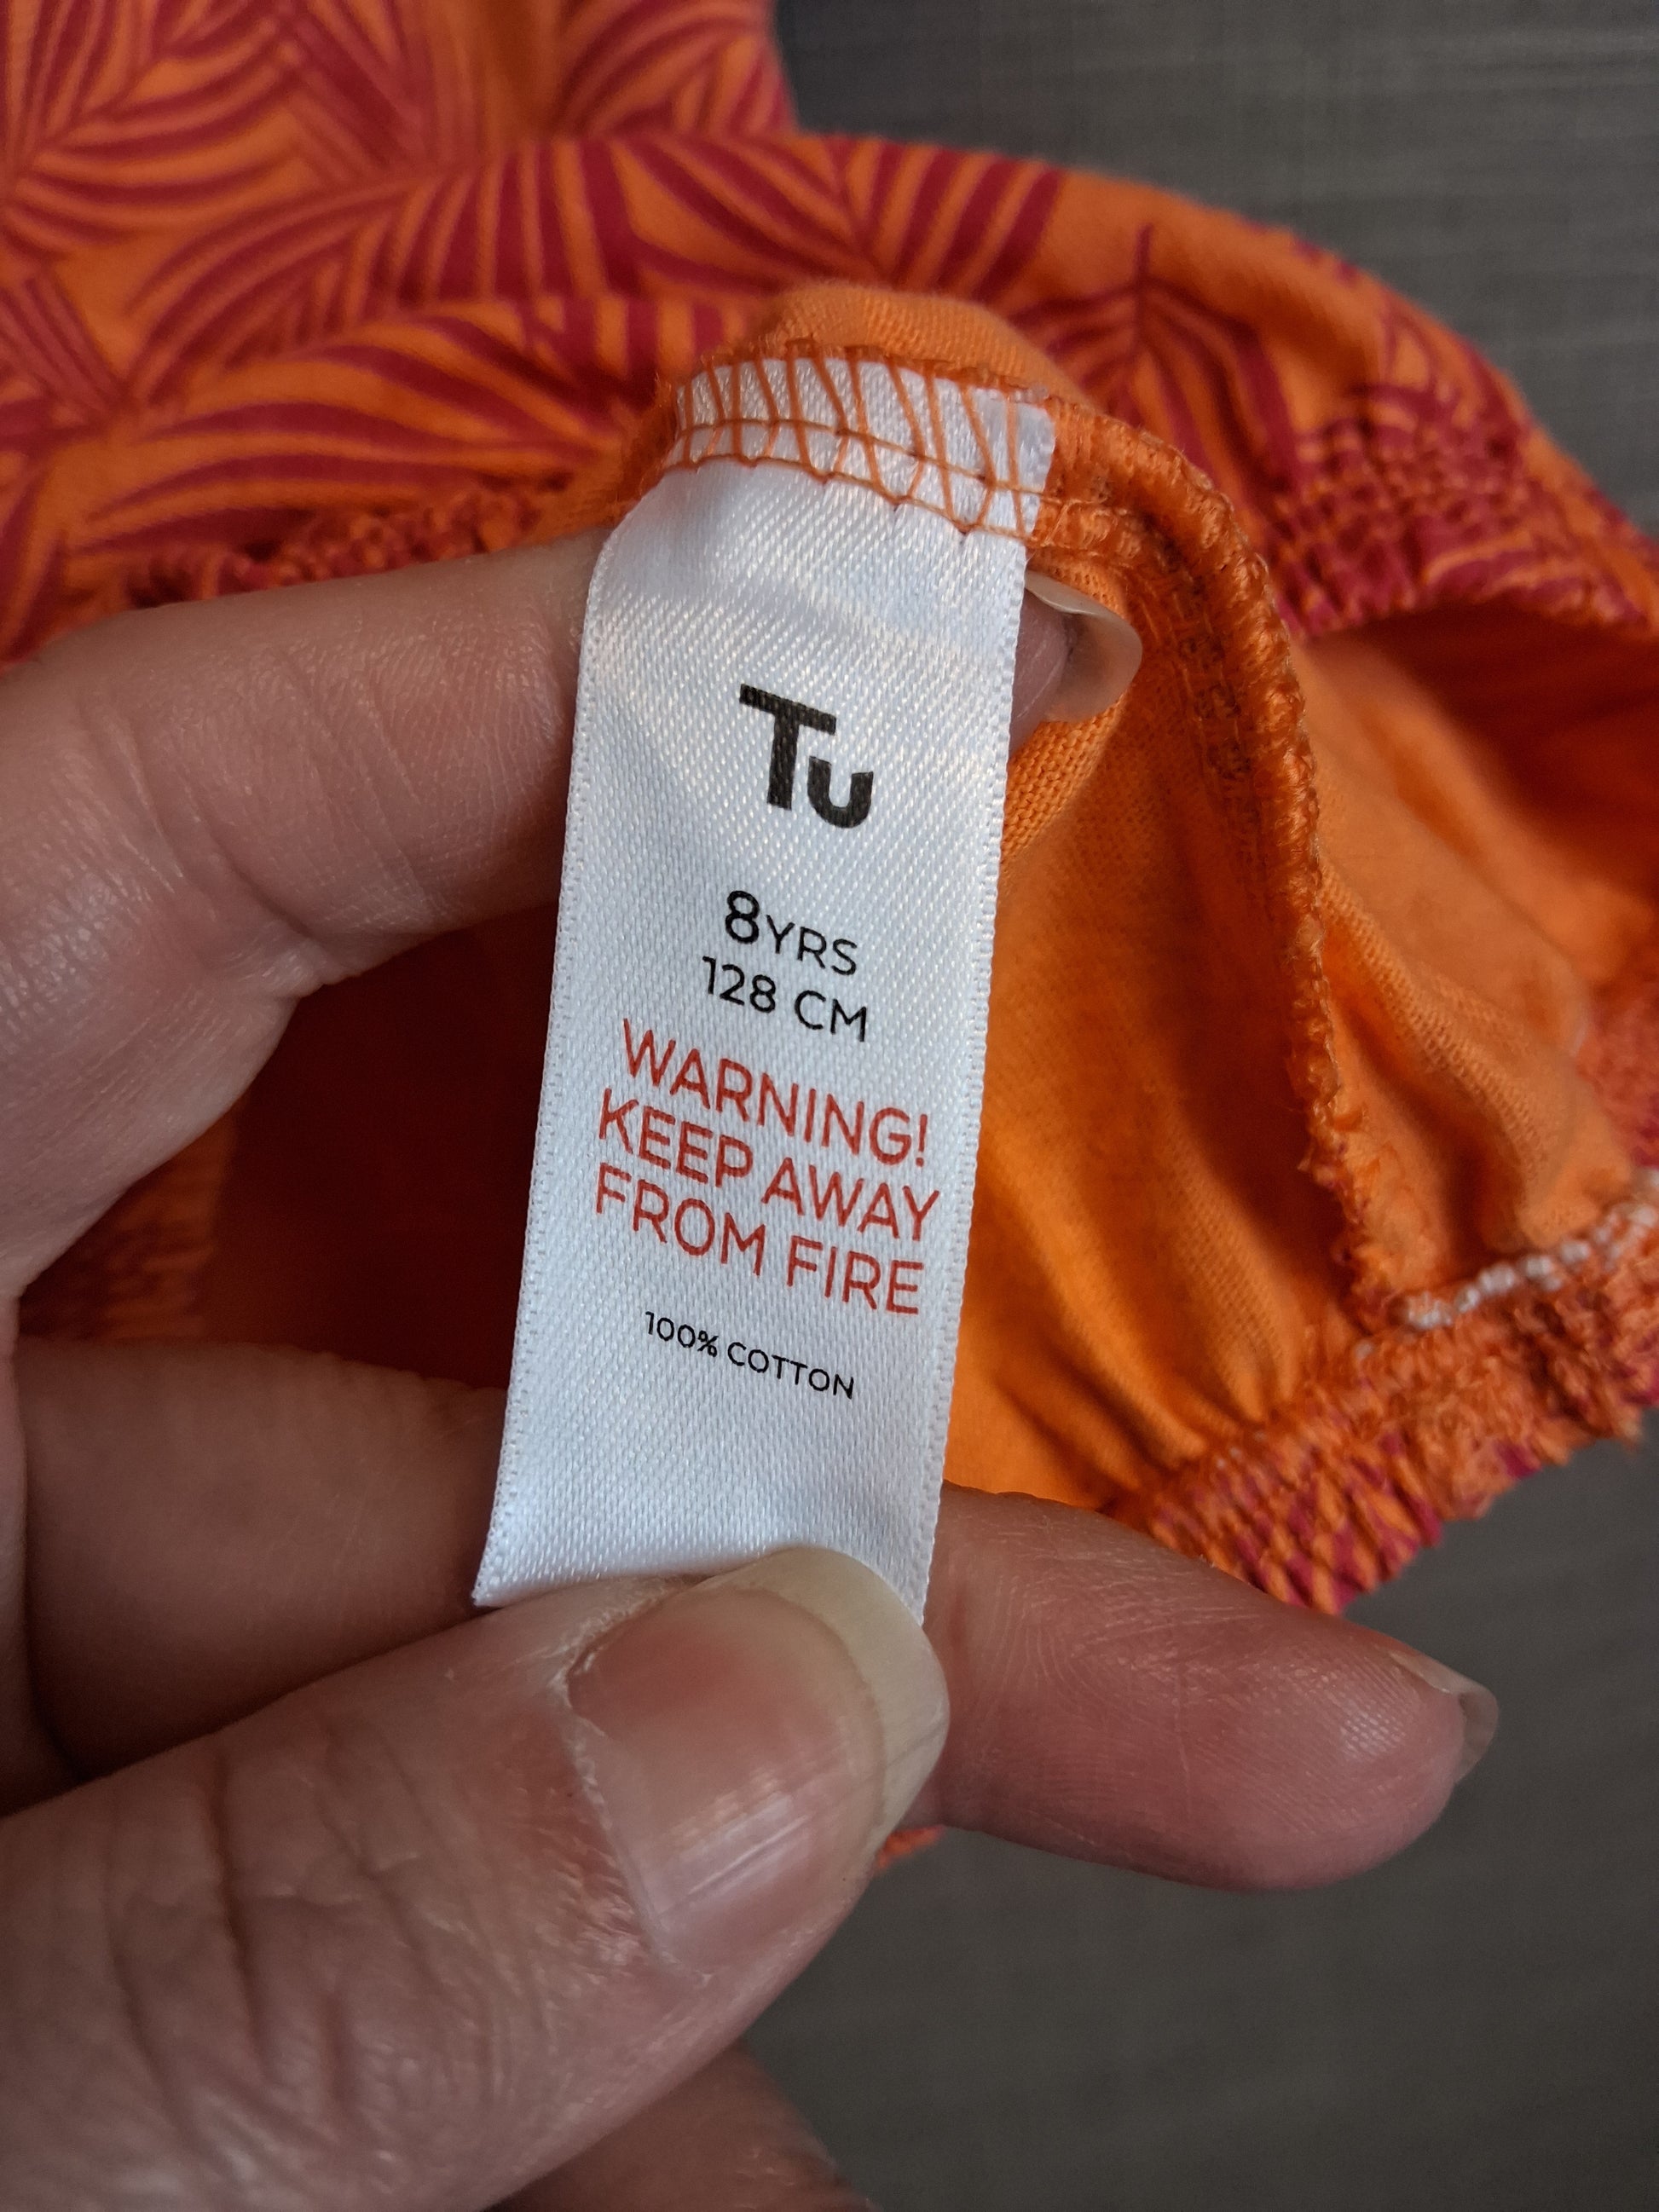 Tu
8YRS
128 CM
WARNING!
KEEP AWAY
FROM FIRE
100% COTTON